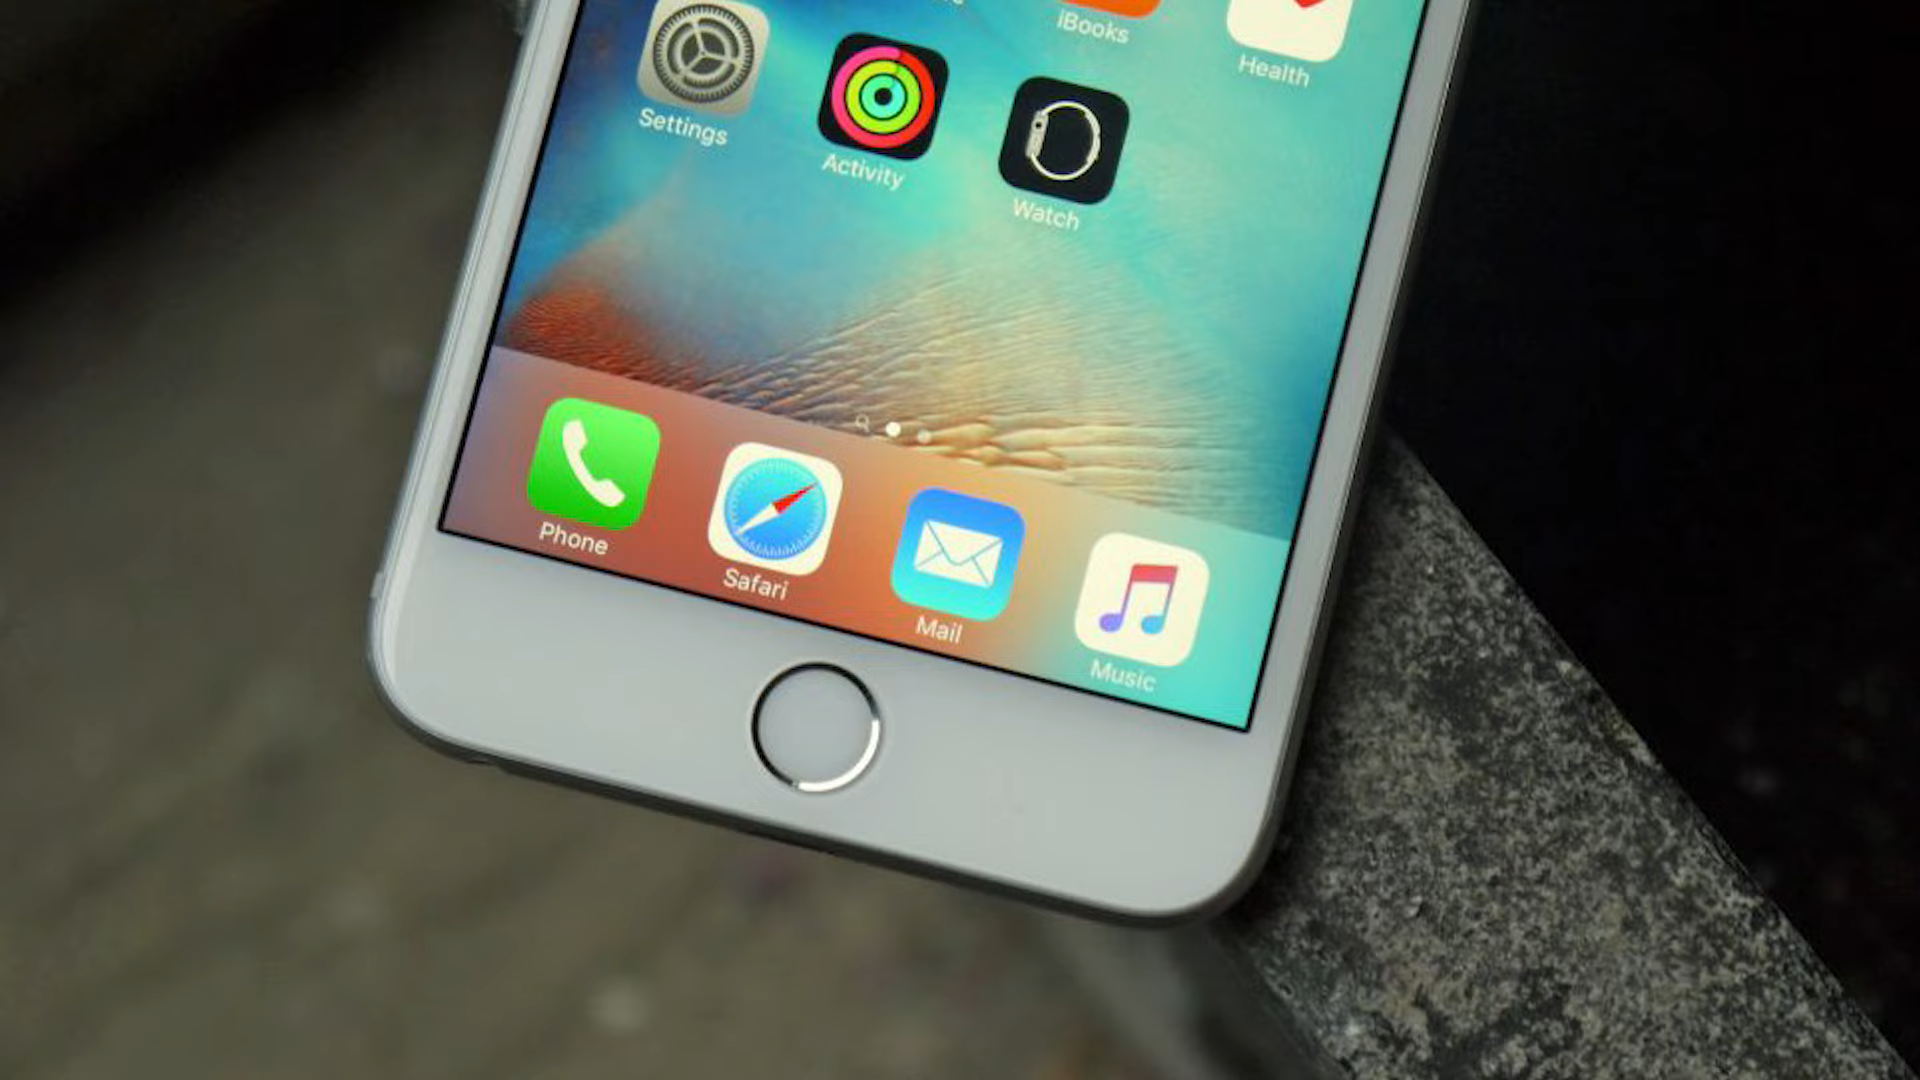 iBooks
Health
Settings
Activity
Watch
Phone
Safari
Mail
Music